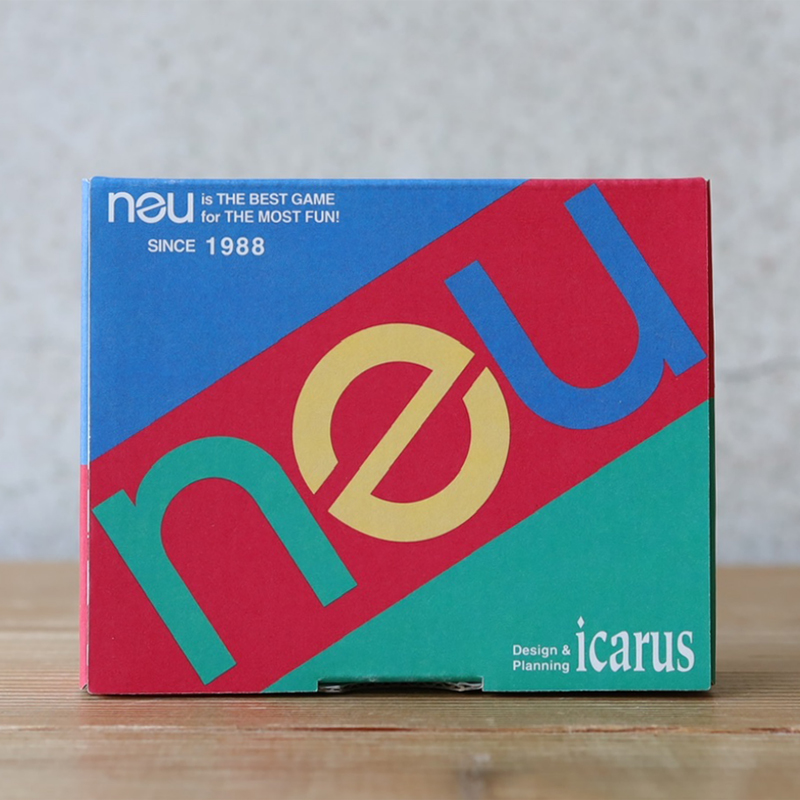 neu is THE BEST GAME
for THE MOST FUN!
SINCE 1988
neu
Design &
Planning icarus